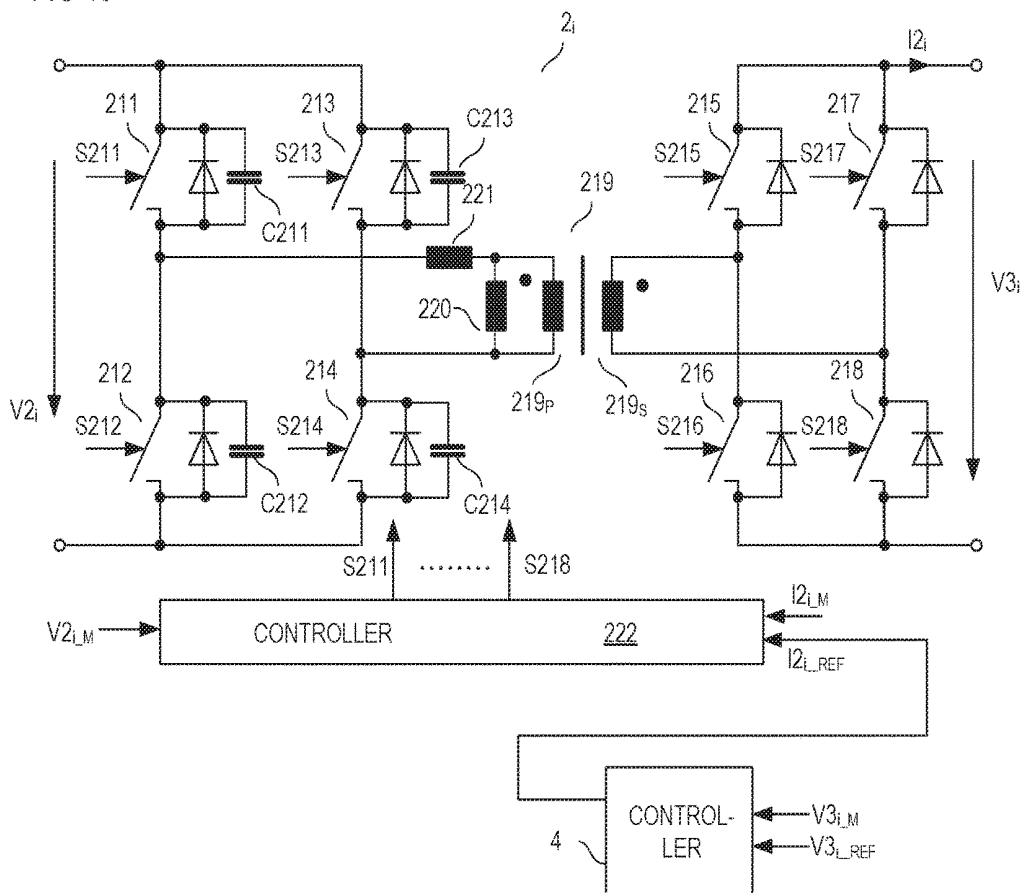 2i
I2i
211
213
C213
215
217
S211
S213
S215
S217
221
219
C211
V3i
220
212
214
219P
219S
216
218
V2i
S212
S214
S216
S218
C212
C214
S211 ........ S218
I2i_M
V2i_M
CONTROLLER 222
I2i_REF
CONTROL-
LER
V3i_M
4
V3i_REF